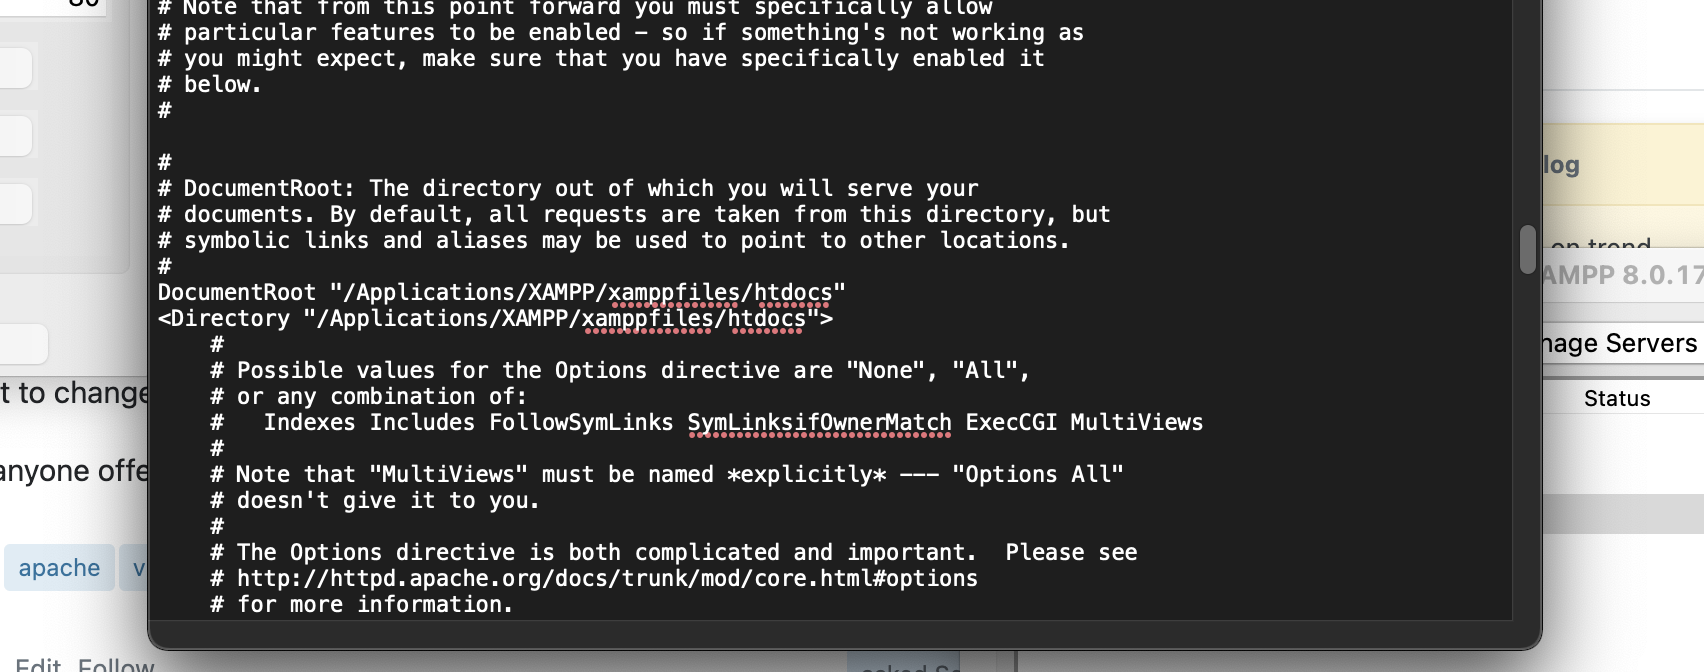 80
# Note that from this point forward you must specifically allow
# particular features to be enabled - so if something's not working as
# you might expect, make sure that you have specifically enabled it
# below.
#
#
# DocumentRoot: The directory out of which you will serve your
# documents. By default, all requests are taken from this directory, but
# symbolic links and aliases may be used to point to other locations.
#
DocumentRoot "/Applications/XAMPP/xamppfiles/htdocs"
<Directory "/Applications/XAMPP/xamppfiles/htdocs">
#
# Possible values for the Options directive are "None", "All",
# or any combination of:
#   Indexes Includes FollowSymLinks SymLinksifOwnerMatch ExecCGI MultiViews
#
# Note that "MultiViews" must be named *explicitly* --- "Options All"
# doesn't give it to you.
#
# The Options directive is both complicated and important.  Please see
# http://httpd.apache.org/docs/trunk/mod/core.html#options
# for more information.
t to change
anyone offe
apache v
Edit Follow
log
on trend
AMPP 8.0.17
nage Servers
Status